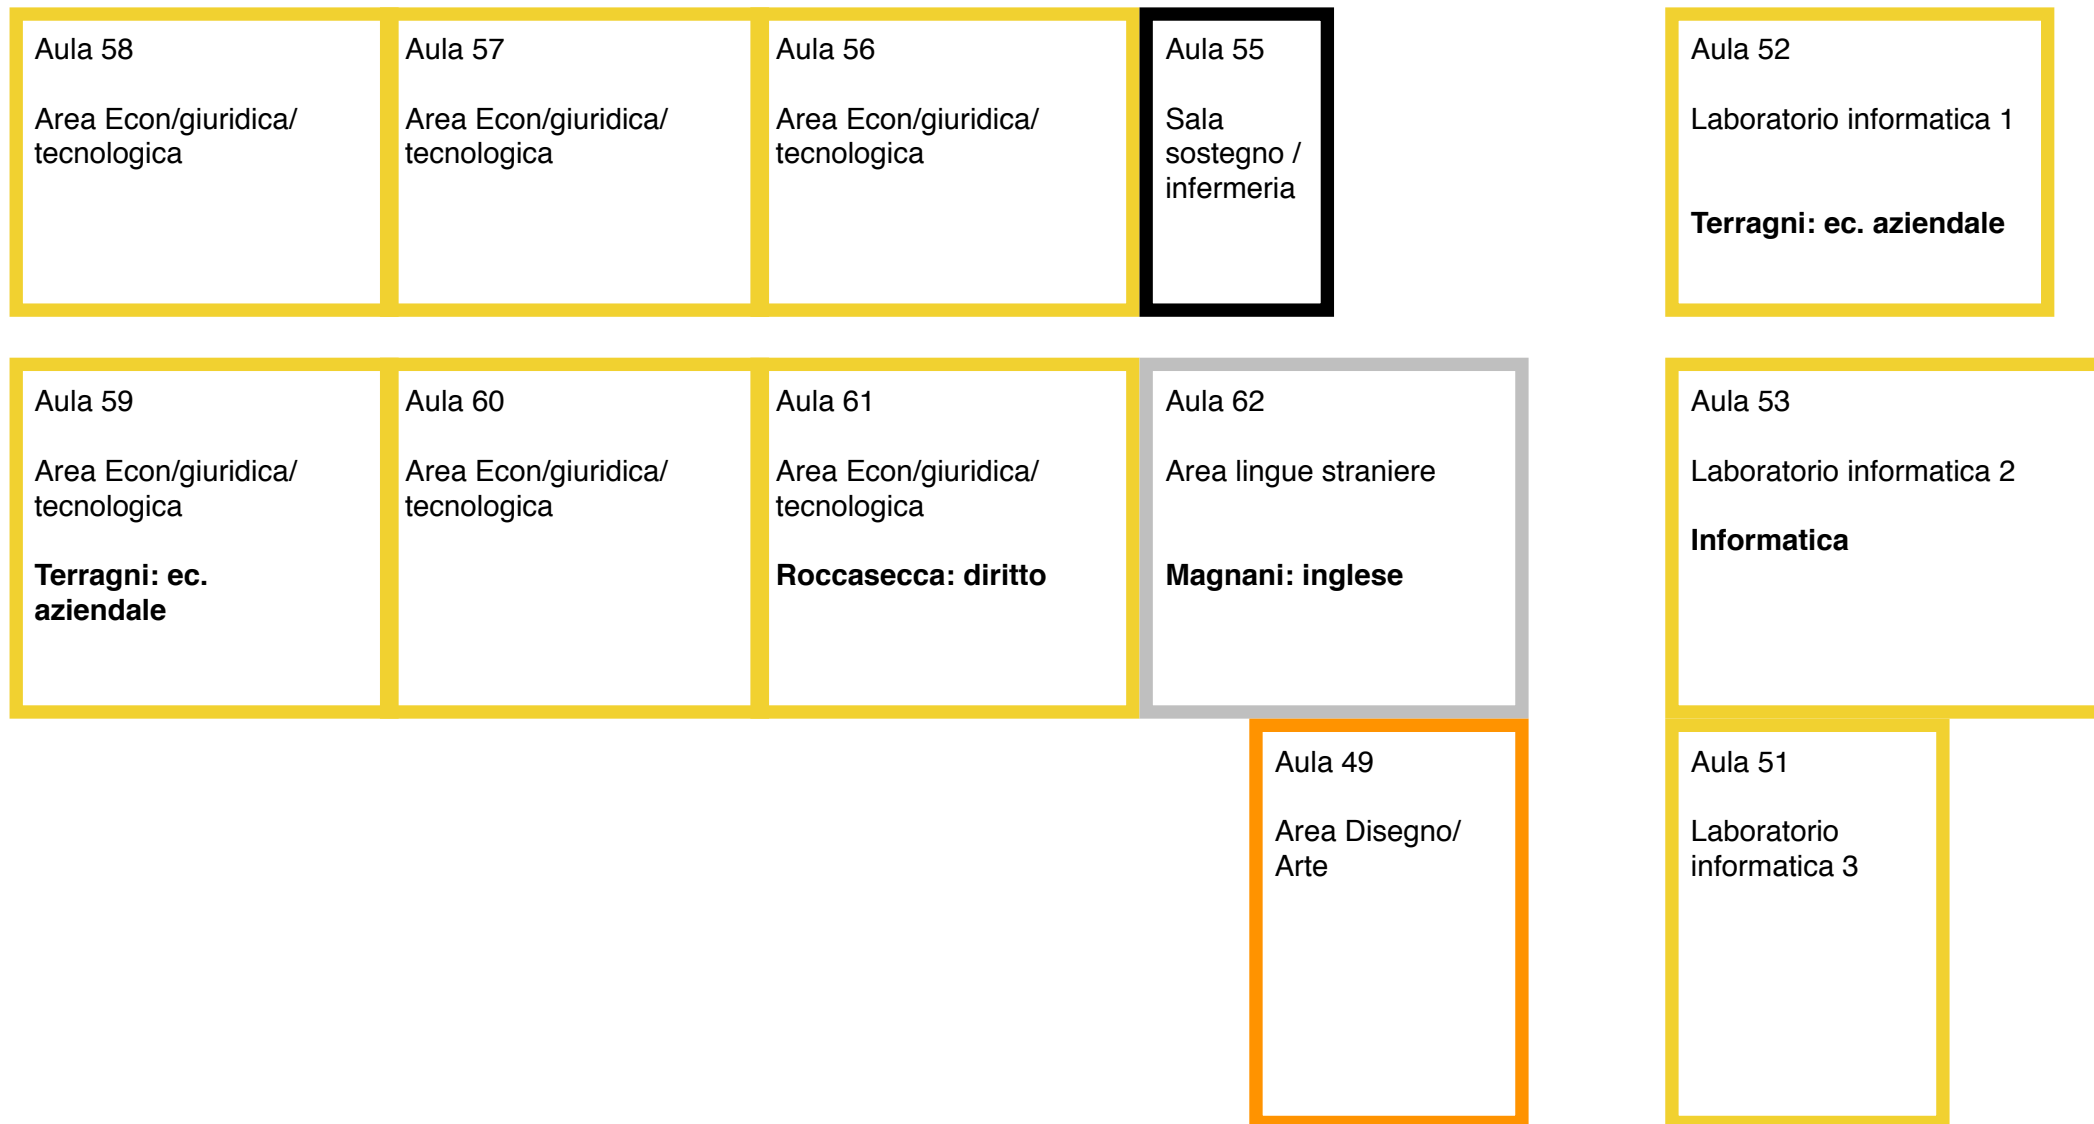 Aula 58
Area Econ/giuridica/
tecnologica
Aula 57
Area Econ/giuridica/
tecnologica
Aula 56
Area Econ/giuridica/
tecnologica
Aula 55
Sala
sostegno /
infermeria
Aula 52
Laboratorio informatica 1
Terragni: ec. aziendale
Aula 59
Area Econ/giuridica/
tecnologica
Terragni: ec.
aziendale
Aula 60
Area Econ/giuridica/
tecnologica
Aula 61
Area Econ/giuridica/
tecnologica
Roccasecca: diritto
Aula 62
Area lingue straniere
Magnani: inglese
Aula 53
Laboratorio informatica 2
Informatica
Aula 49
Area Disegno/
Arte
Aula 51
Laboratorio
informatica 3